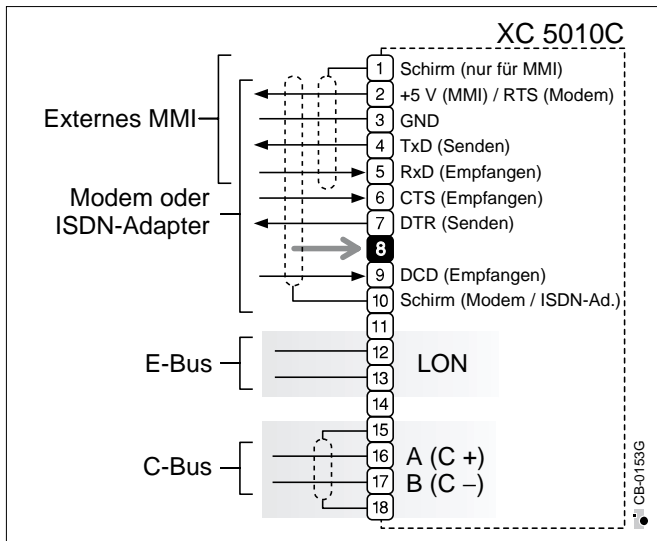 XC 5010C
1 Schirm (nur für MMI)
2 +5 V (MMI) / RTS (Modem)
Externes MMI
3 GND
4 TxD (Senden)
5 RxD (Empfangen)
Modem oder
ISDN-Adapter
6 CTS (Empfangen)
7 DTR (Senden)
8
9 DCD (Empfangen)
10 Schirm (Modem / ISDN-Ad.)
11
E-Bus
12
LON
13
14
15
C-Bus
16 A (C +)
17 B (C –)
18
CB-0153G